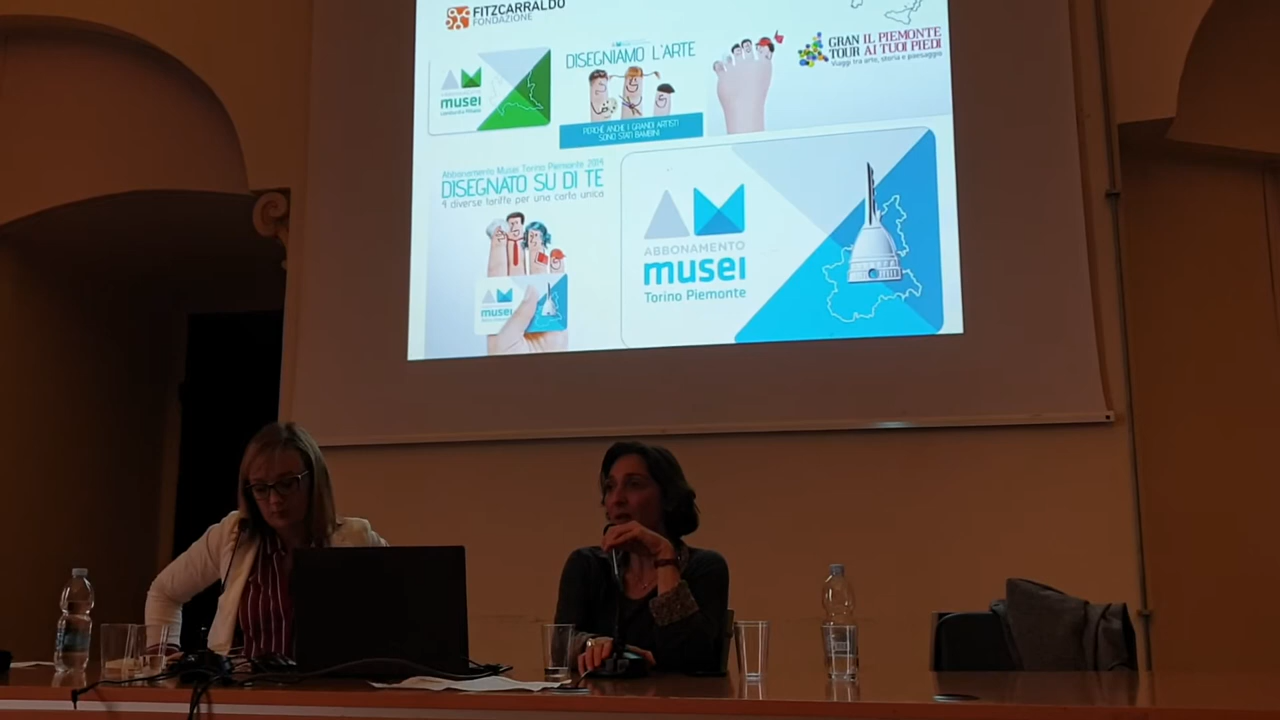 FITZCARRALDO
FONDAZIONE
musei
DISEGNIAMO L'ARTE
PERCHÉ ANCHE I GRANDI ARTISTI
SONO STATI BAMBINI
GRAN TOUR
IL PIEMONTE
AI TUOI PIEDI
Viaggi tra arte, storia e paesaggio
Abbonamento Musei Torino Piemonte 2014
DISEGNATO SU DI TE
4 diverse tariffe per una carta unica
musei
ABBONAMENTO
musei
Torino Piemonte